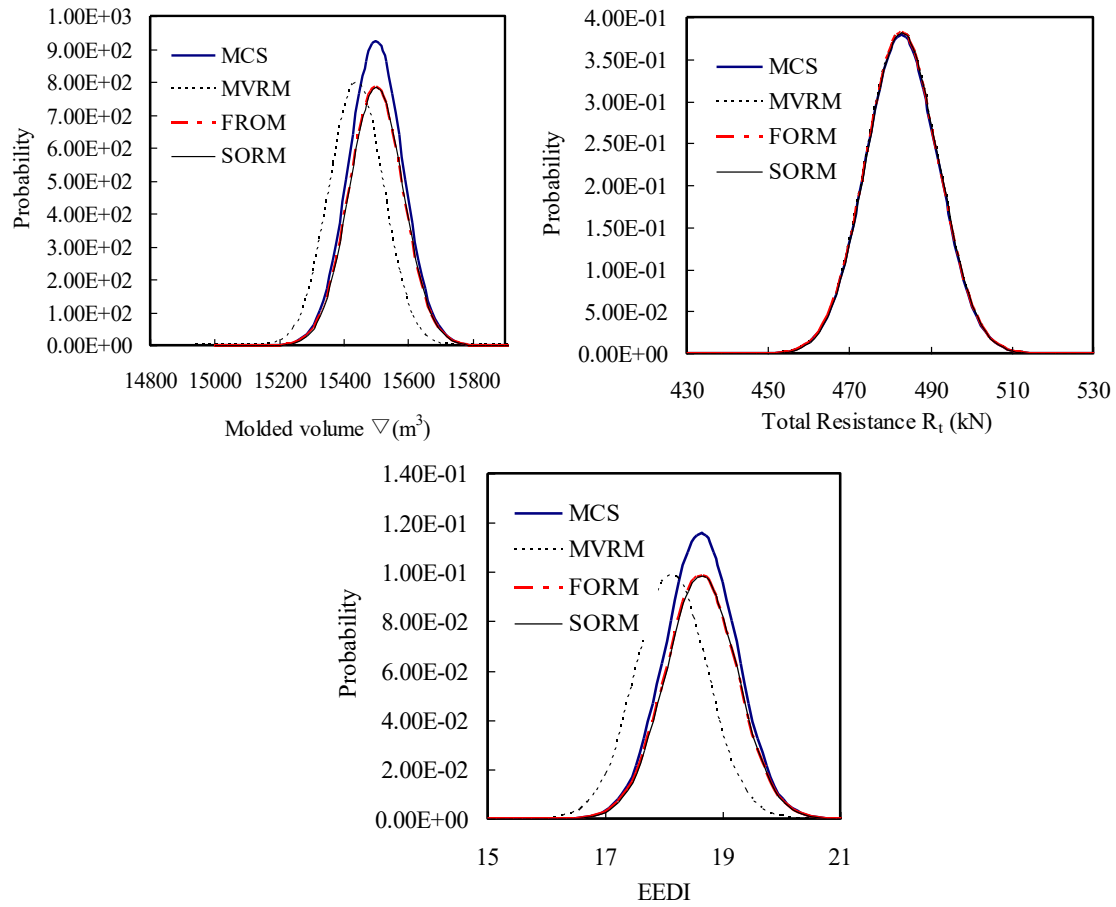 1.00E+03
9.00E+02
8.00E+02
7.00E+02
6.00E+02
5.00E+02
4.00E+02
3.00E+02
2.00E+02
1.00E+02
0.00E+00
Probability
MCS
MVRM
FROM
SORM
14800 15000 15200 15400 15600 15800
Molded volume ▽(m³)
4.00E-01
3.50E-01
3.00E-01
2.50E-01
2.00E-01
1.50E-01
1.00E-01
5.00E-02
0.00E+00
Probability
MCS
MVRM
FORM
SORM
430 450 470 490 510 530
Total Resistance Rt (kN)
1.40E-01
1.20E-01
1.00E-01
8.00E-02
6.00E-02
4.00E-02
2.00E-02
0.00E+00
Probability
MCS
MVRM
FORM
SORM
15 17 19 21
EEDI